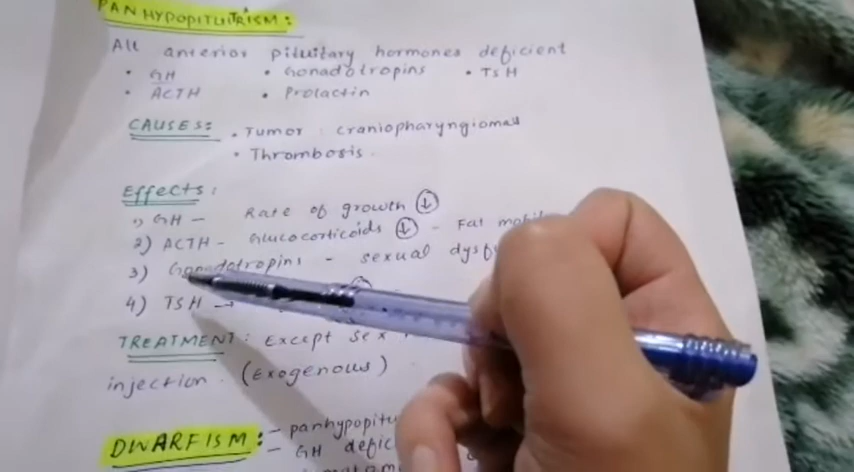 PANHYPOPITUITRISM:
All anterior pituitary hormones deficient
• GH • Gonadotropins • TSH
• ACTH • Prolactin
CAUSES: • Tumor : craniopharyngiomas
• Thrombosis.
Effects:
1) GH - Rate of growth ↓
2) ACTH - Glucocorticoids ↓ - Fat
3) Gonadotropins - sexual
4) TSH →
TREATMENT: Except sex
injection. (Exogenous)
DWARFISM: -
- GH